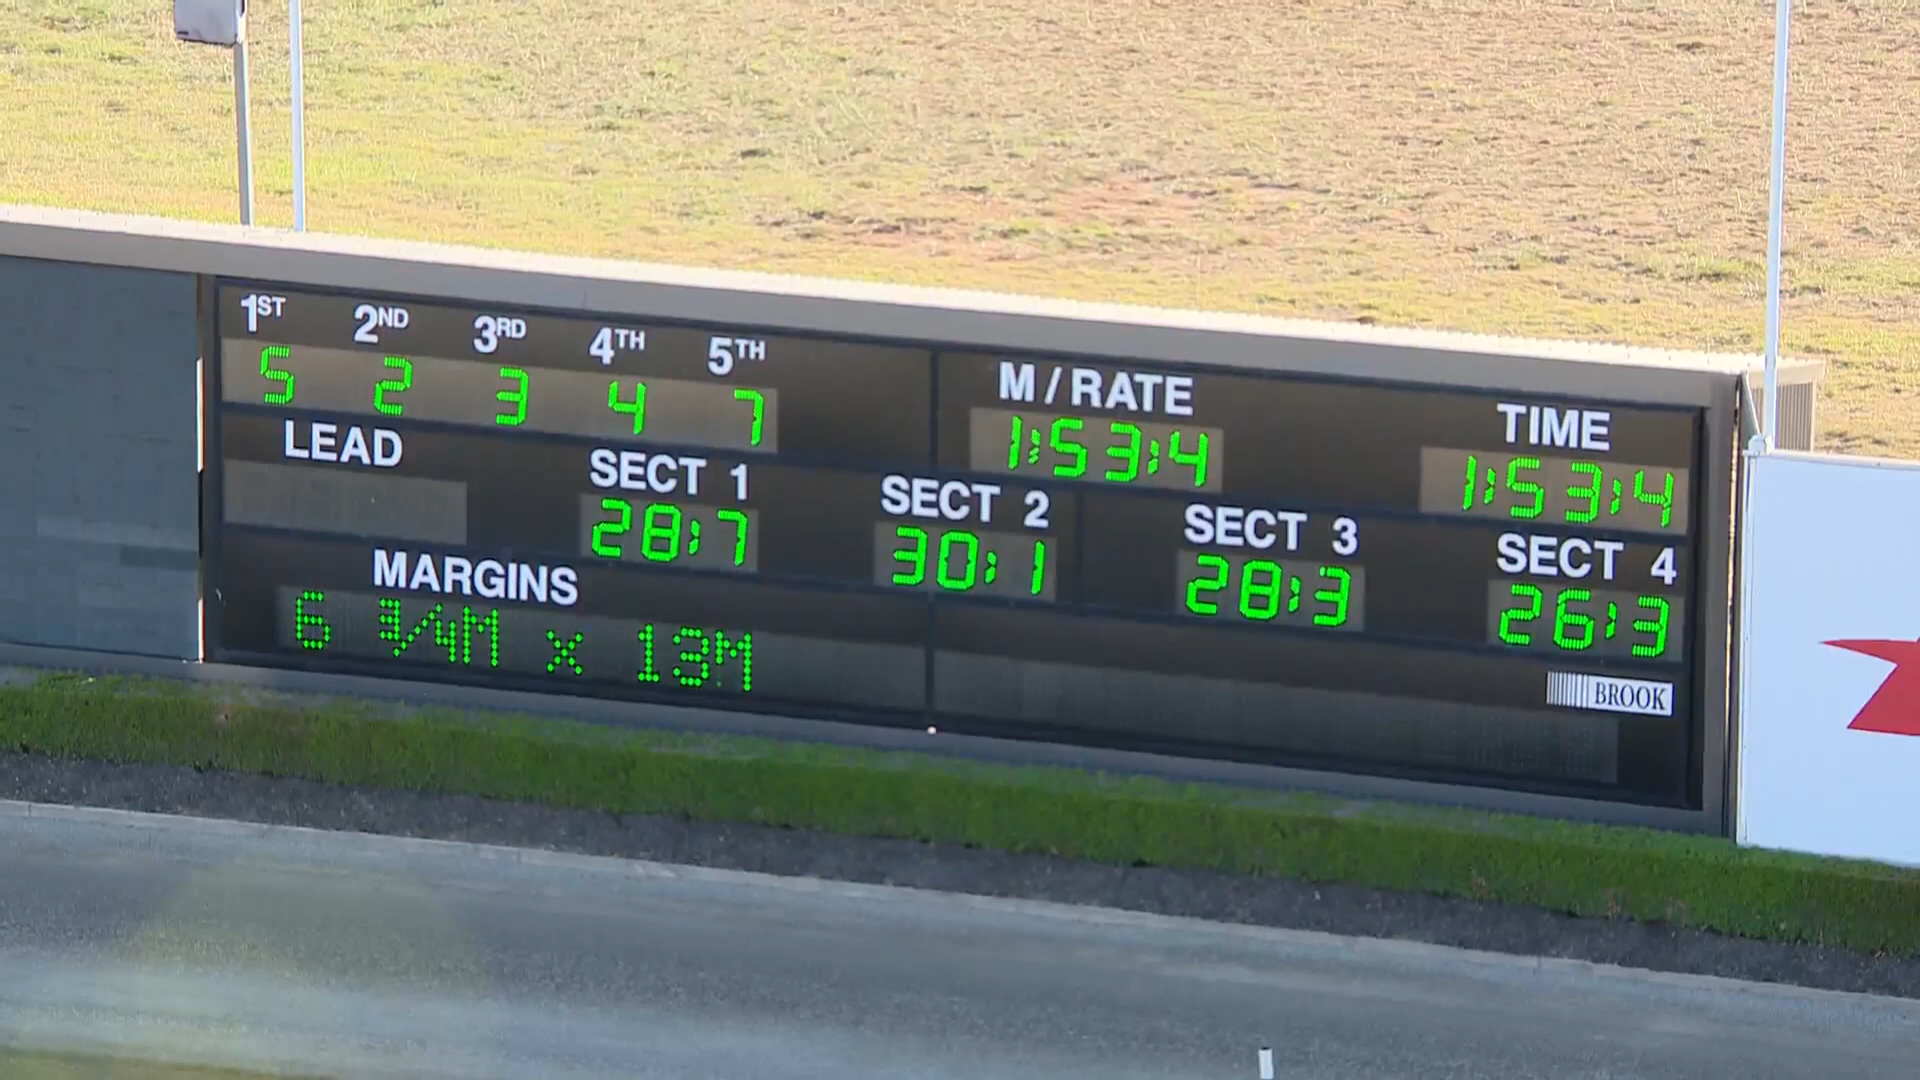 1ST 2ND 3RD 4TH 5TH
5 2 3 4 7
M/RATE
1:53:4
TIME
1:53:4
LEAD
SECT 1
28:7
SECT 2
30:1
SECT 3
28:3
SECT 4
26:3
MARGINS
6 3/4M x 13M
BROOK